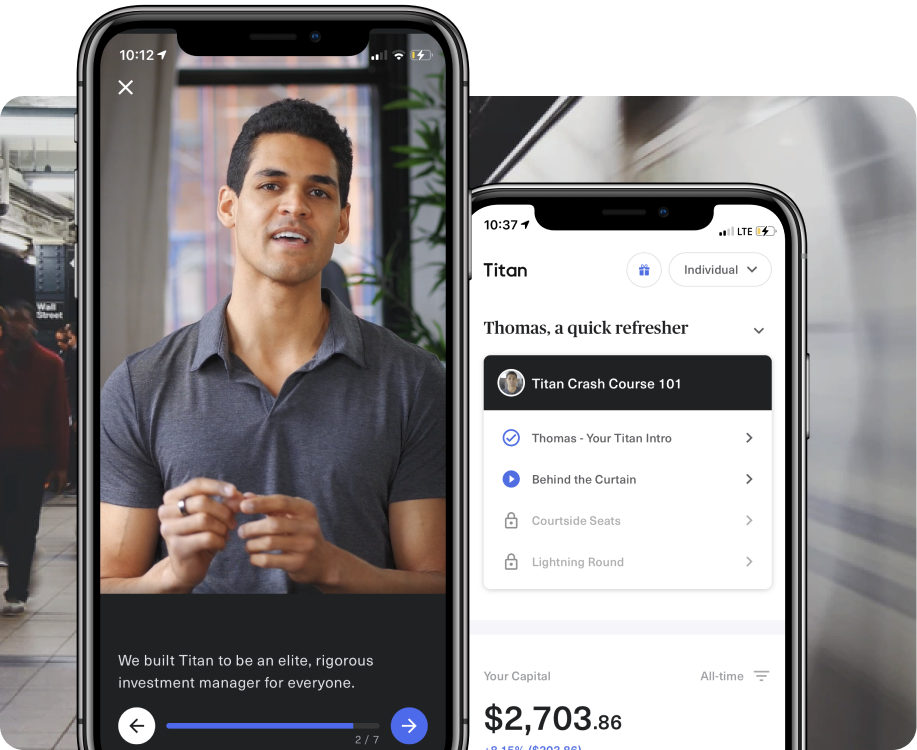 10:12
We built Titan to be an elite, rigorous
investment manager for everyone.
2 / 7
Wall
Street
10:37
LTE
Titan
Individual
Thomas, a quick refresher
Titan Crash Course 101
Thomas - Your Titan Intro
Behind the Curtain
Courtside Seats
Lightning Round
Your Capital
All-time
$2,703.86